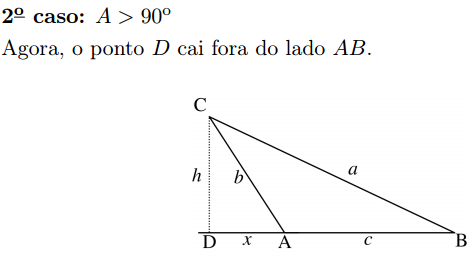 2º caso: A > 90º
Agora, o ponto D cai fora do lado AB.
C
h b a
D x A c B